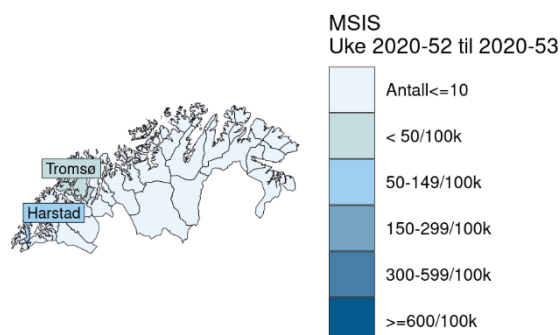 MSIS
Uke 2020-52 til 2020-53
Antall<=10
< 50/100k
50-149/100k
150-299/100k
300-599/100k
>=600/100k
Tromsø
Harstad